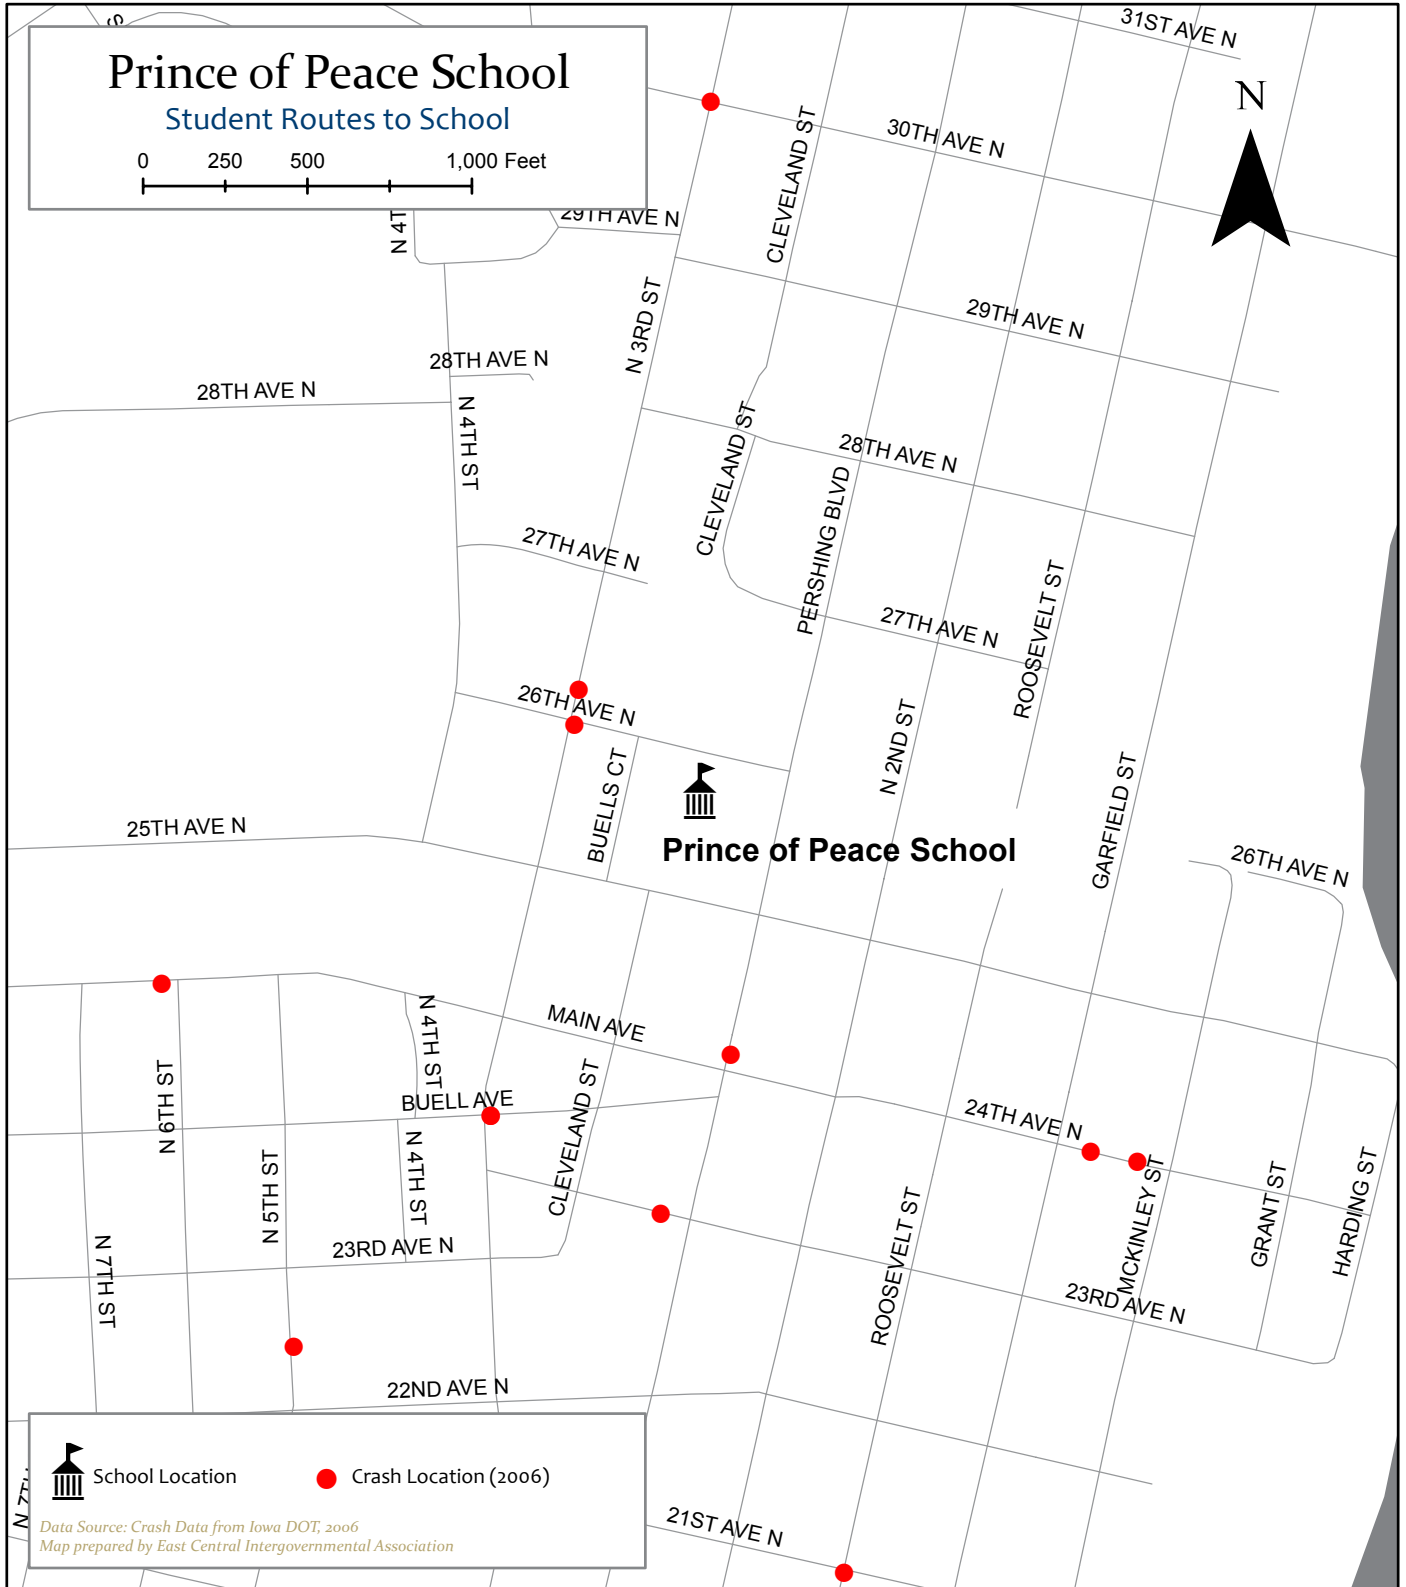 S
31ST AVE N
Prince of Peace School
Student Routes to School
0 250 500 1,000 Feet
N
30TH AVE N
CLEVELAND ST
29TH AVE N
N 4T
N 3RD ST
29TH AVE N
28TH AVE N
28TH AVE N
N 4TH ST
CLEVELAND ST
28TH AVE N
PERSHING BLVD
27TH AVE N
ROOSEVELT ST
27TH AVE N
26TH AVE N
N 2ND ST
BUELLS CT
GARFIELD ST
25TH AVE N
Prince of Peace School
26TH AVE N
N 4TH ST
MAIN AVE
N 6TH ST
BUELL AVE
CLEVELAND ST
24TH AVE N
N 5TH ST
N 4TH ST
MCKINLEY ST
GRANT ST
HARDING ST
ROOSEVELT ST
N 7TH ST
23RD AVE N
23RD AVE N
22ND AVE N
School Location
Crash Location (2006)
N 7TH
21ST AVE N
Data Source: Crash Data from Iowa DOT, 2006
Map prepared by East Central Intergovernmental Association